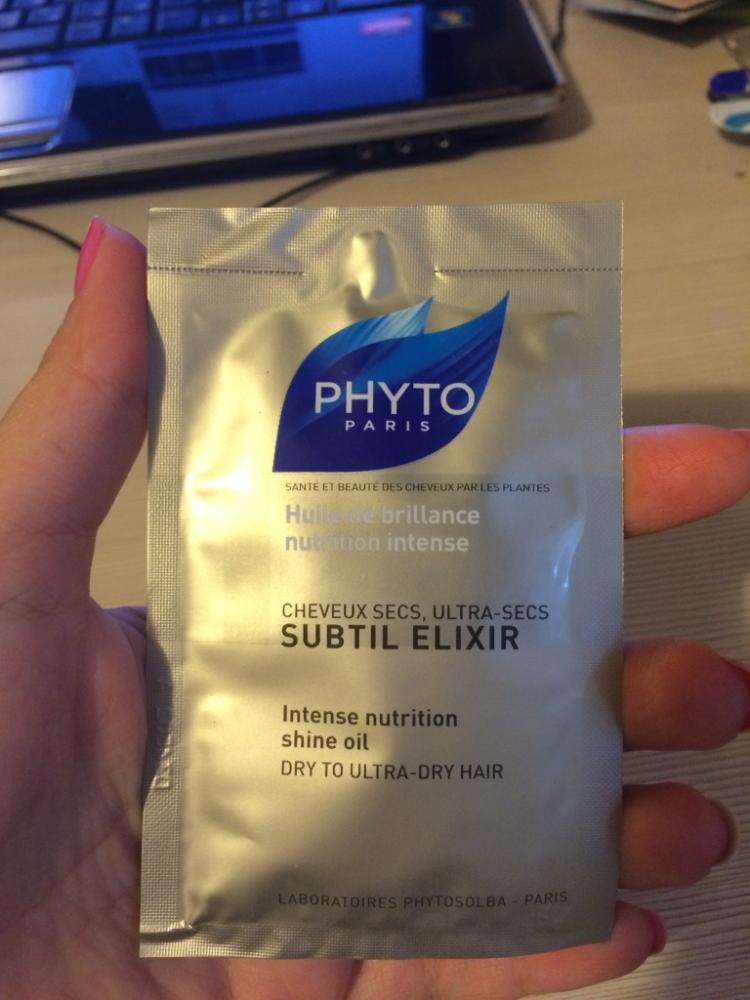 PHYTO
PARIS
SANTÉ ET BEAUTÉ DES CHEVEUX PAR LES PLANTES
Huile de brillance
nutrition intense
CHEVEUX SECS, ULTRA-SECS
SUBTIL ELIXIR
Intense nutrition
shine oil
DRY TO ULTRA-DRY HAIR
LABORATOIRES PHYTOSOLBA - PARIS